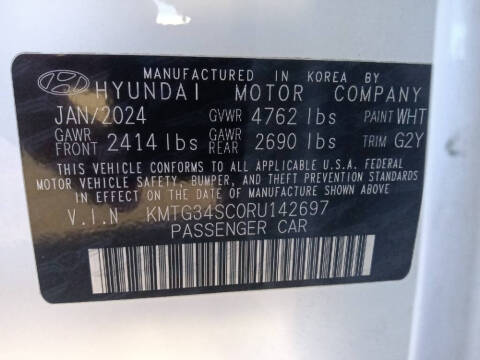 MANUFACTURED IN KOREA BY
HYUNDAI MOTOR COMPANY
JAN/2024 GVWR 4762 lbs PAINT WHT
GAWR FRONT 2414 lbs GAWR REAR 2690 lbs TRIM G2Y
THIS VEHICLE CONFORMS TO ALL APPLICABLE U.S.A. FEDERAL
MOTOR VEHICLE SAFETY, BUMPER, AND THEFT PREVENTION STANDARDS
IN EFFECT ON THE DATE OF MANUFACTURE SHOWN ABOVE.
V.I.N KMTG34SC0RU142697
PASSENGER CAR